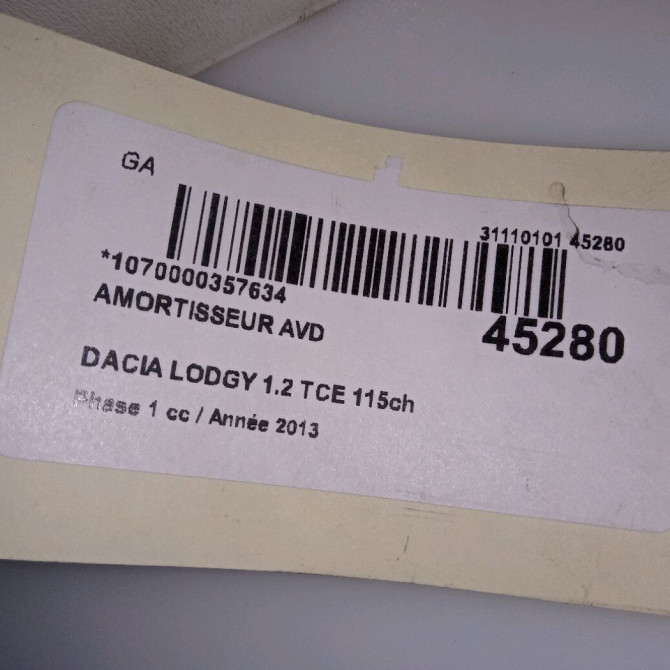 GA
31110101 45280
*1070000357634
45280
AMORTISSEUR AVD
DACIA LODGY 1.2 TCE 115ch
Phase 1 cc / Année 2013